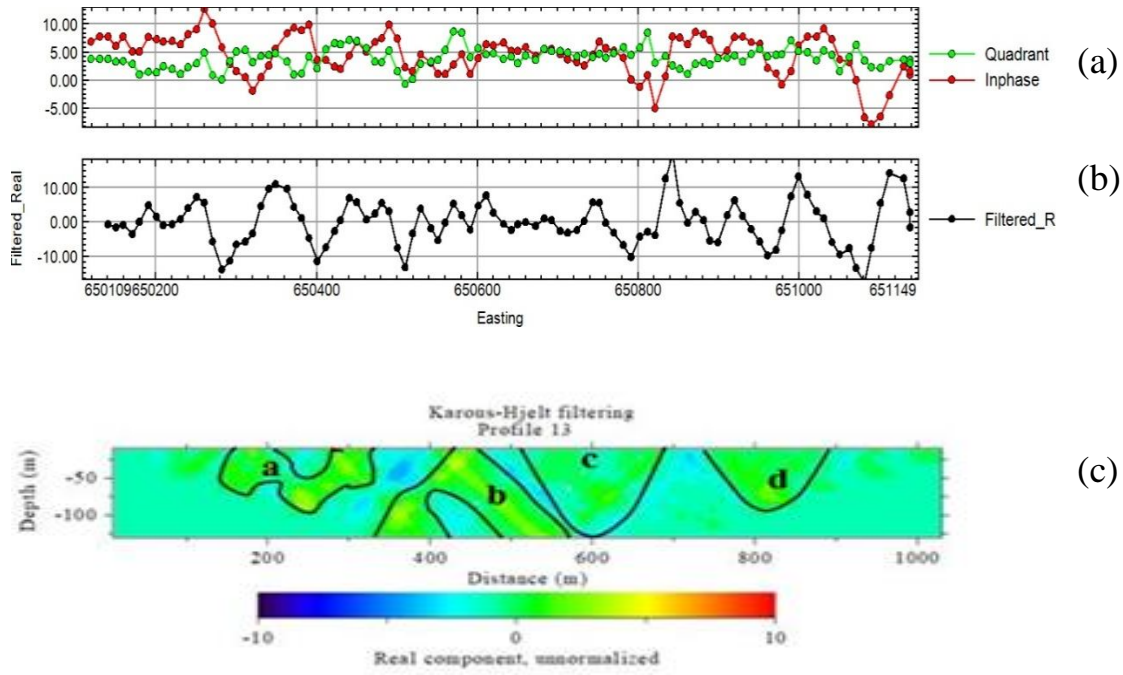 10.00
5.00
0.00
-5.00
Quadrant
Inphase
(a)
Filtered_Real
10.00
0.00
-10.00
Filtered_R
(b)
650109 650200 650400 650600 650800 651000 651149
Easting
Karous-Hjelt filtering
Profile 13
Depth (m)
-50
-100
a
b
c
d
(c)
200 400 600 800 1000
Distance (m)
-10 0 10
Real component, unnormalized